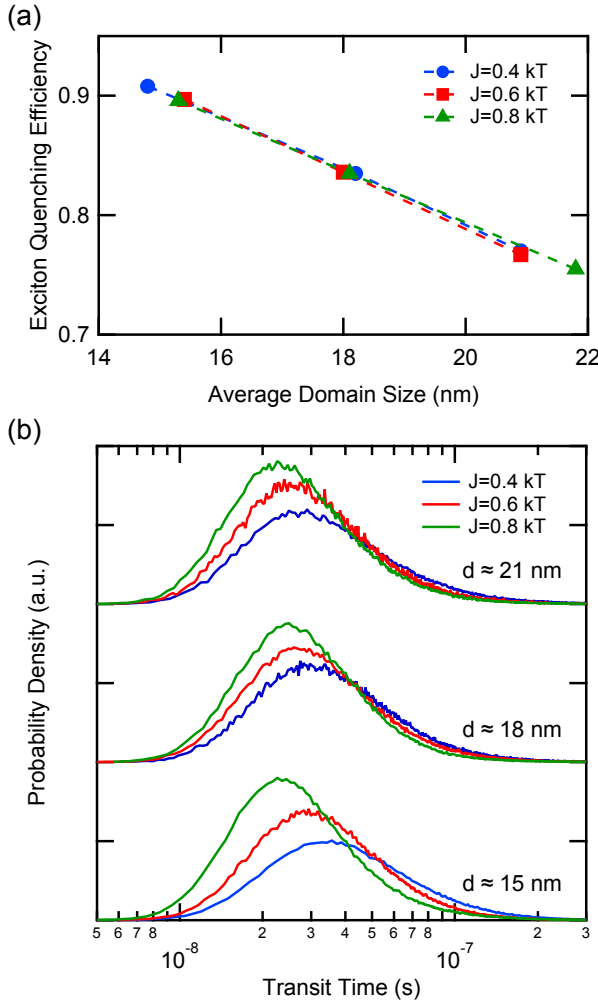 (a)
Exciton Quenching Efficiency
0.9
0.8
0.7
J=0.4 kT
J=0.6 kT
J=0.8 kT
14 16 18 20 22
Average Domain Size (nm)
(b)
Probability Density (a.u.)
J=0.4 kT
J=0.6 kT
J=0.8 kT
d ≈ 21 nm
d ≈ 18 nm
d ≈ 15 nm
5 6 7 8 2 3 4 5 6 7 8 2 3
10⁻⁸ 10⁻⁷
Transit Time (s)